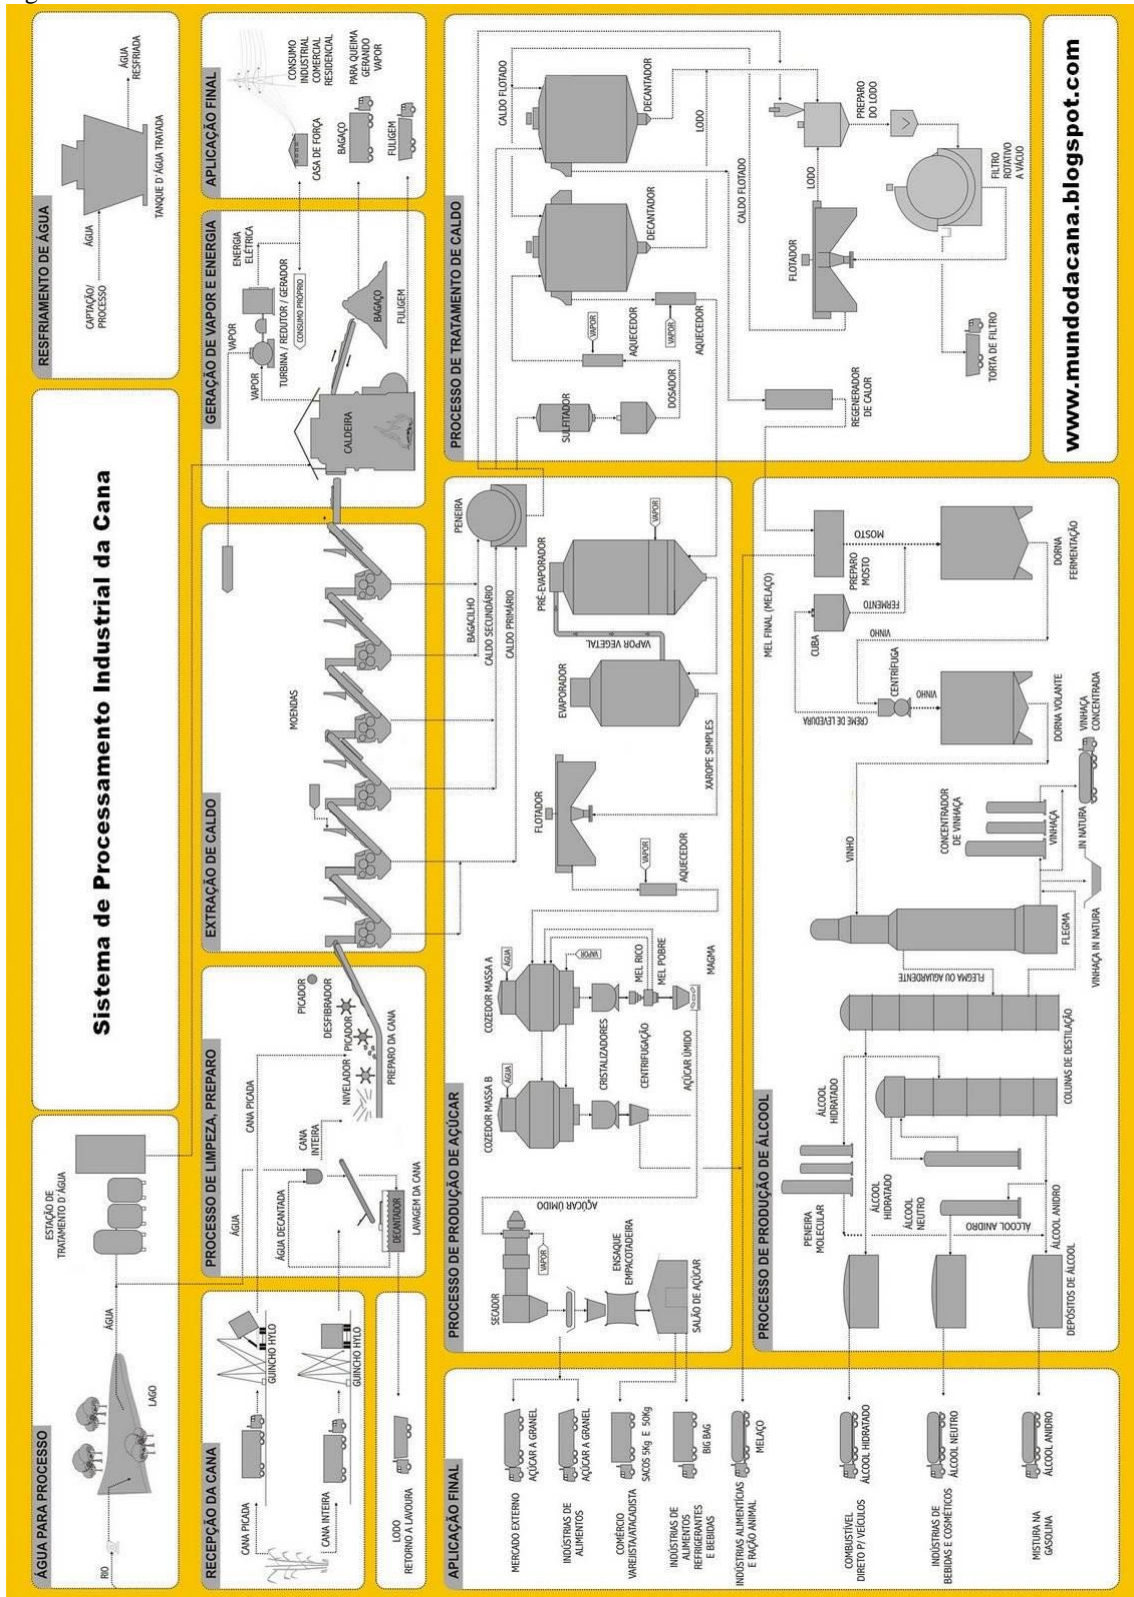 Sistema de Processamento Industrial da Cana
ÁGUA PARA PROCESSO
RIO
LAGO
ÁGUA
ESTAÇÃO DE
TRATAMENTO D'ÁGUA
RESFRIAMENTO DE ÁGUA
CAPTAÇÃO/
PROCESSO
ÁGUA
TANQUE D'ÁGUA TRATADA
ÁGUA
RESFRIADA
RECEPÇÃO DA CANA
CANA PICADA
CANA INTEIRA
GUINCHO HYLO
GUINCHO HYLO
LODO
RETORNO A LAVOURA
PROCESSO DE LIMPEZA, PREPARO
ÁGUA
CANA PICADA
ÁGUA DECANTADA
CANA
INTEIRA
DECANTADOR
LAVAGEM DA CANA
NIVELADOR
PICADOR
DESFIBRADOR
PICADOR
PREPARO DA CANA
EXTRAÇÃO DE CALDO
MOENDAS
BAGACILHO
CALDO SECUNDÁRIO
CALDO PRIMÁRIO
PENEIRA
GERAÇÃO DE VAPOR E ENERGIA
VAPOR
VAPOR
ENERGIA
ELÉTRICA
TURBINA / REDUTOR / GERADOR
CONSUMO PRÓPRIO
CALDEIRA
BAGAÇO
FULIGEM
APLICAÇÃO FINAL
CONSUMO
INDUSTRIAL
COMERCIAL
RESIDENCIAL
CASA DE FORÇA
PARA QUEIMA
GERANDO
VAPOR
BAGAÇO
FULIGEM
PROCESSO DE TRATAMENTO DE CALDO
SULFITADOR
DOSADOR
VAPOR
AQUECEDOR
VAPOR
AQUECEDOR
CALDO FLOTADO
DECANTADOR
DECANTADOR
LODO
CALDO FLOTADO
REGENERADOR
DE CALOR
FLOTADOR
LODO
PREPARO
DO LODO
FILTRO
ROTATIVO
A VÁCUO
TORTA DE FILTRO
PROCESSO DE PRODUÇÃO DE AÇÚCAR
PRÉ-EVAPORADOR
VAPOR
VAPOR VEGETAL
EVAPORADOR
XAROPE SIMPLES
FLOTADOR
VAPOR
AQUECEDOR
COZEDOR MASSA A
ÁGUA
VAPOR
COZEDOR MASSA B
ÁGUA
CRISTALIZADORES
CENTRIFUGAÇÃO
MEL RICO
MEL POBRE
MAGMA
AÇÚCAR ÚMIDO
AÇÚCAR ÚMIDO
SECADOR
VAPOR
ENSAQUE
EMPACOTADEIRA
SALÃO DE AÇÚCAR
PROCESSO DE PRODUÇÃO DE ÁLCOOL
MEL FINAL (MELAÇO)
PREPARO
MOSTO
MOSTO
CUBA
FERMENTO
DORNA
FERMENTAÇÃO
VINHO
CENTRÍFUGA
CREME DE LEVEDURA
VINHO
DORNA VOLANTE
VINHO
CONCENTRADOR
DE VINHAÇA
VINHAÇA
IN NATURA
VINHAÇA
CONCENTRADA
FLEGMA
VINHAÇA IN NATURA
FLEGMA OU AGUARDENTE
COLUNAS DE DESTILAÇÃO
ÁLCOOL
HIDRATADO
PENEIRA
MOLECULAR
ÁLCOOL
HIDRATADO
ÁLCOOL
NEUTRO
ÁLCOOL ANIDRO
ÁLCOOL ANIDRO
DEPÓSITOS DE ÁLCOOL
APLICAÇÃO FINAL
MERCADO EXTERNO
AÇÚCAR A GRANEL
INDÚSTRIAS DE
ALIMENTOS
AÇÚCAR A GRANEL
COMÉRCIO
VAREJISTA/ATACADISTA
SACOS 5Kg E 50Kg
INDÚSTRIAS DE
ALIMENTOS
REFRIGERANTES
E BEBIDAS
BIG BAG
INDÚSTRIAS ALIMENTÍCIAS
E RAÇÃO ANIMAL
MELAÇO
COMBUSTÍVEL
DIRETO P/ VEÍCULOS
ÁLCOOL HIDRATADO
INDÚSTRIAS DE
BEBIDAS E COSMÉTICOS
ÁLCOOL NEUTRO
MISTURA NA
GASOLINA
ÁLCOOL ANIDRO
www.mundodacana.blogspot.com